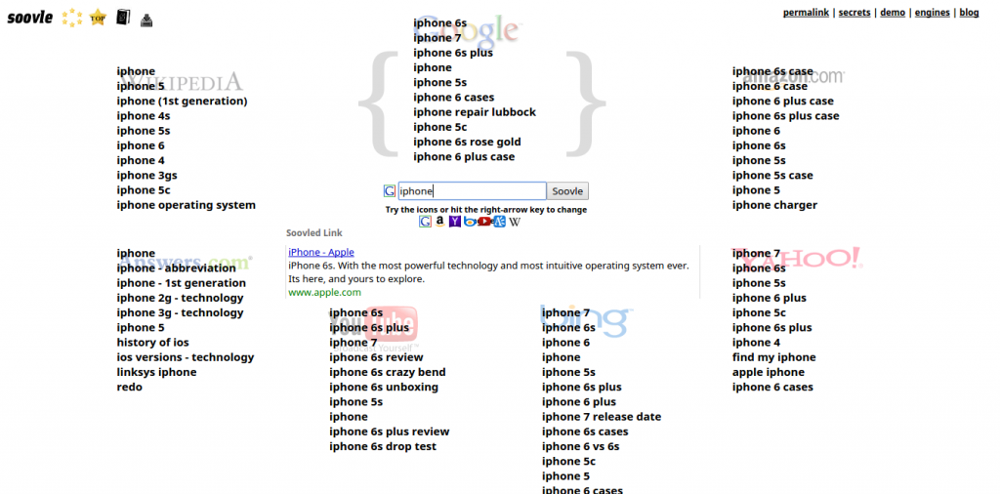 soovle
TOP
permalink | secrets | demo | engines | blog
Google
iphone 6s
iphone 7
iphone 6s plus
iphone
iphone 5s
iphone 6 cases
iphone repair lubbock
iphone 5c
iphone 6s rose gold
iphone 6 plus case
WIKIPEDIA
iphone
iphone 5
iphone (1st generation)
iphone 4s
iphone 5s
iphone 6
iphone 4
iphone 3gs
iphone 5c
iphone operating system
amazon.com
iphone 6s case
iphone 6 case
iphone 6 plus case
iphone 6s plus case
iphone 6
iphone 6s
iphone 5s
iphone 5s case
iphone 5
iphone charger
{ }
G iphone Soovle
Try the icons or hit the right-arrow key to change
G a Y b A W
Soovled Link
iPhone - Apple
iPhone 6s. With the most powerful technology and most intuitive operating system ever.
Its here, and yours to explore.
www.apple.com
Answers.com®
iphone
iphone - abbreviation
iphone - 1st generation
iphone 2g - technology
iphone 3g - technology
iphone 5
history of ios
ios versions - technology
linksys iphone
redo
YouTube
Broadcast Yourself™
iphone 6s
iphone 6s plus
iphone 7
iphone 6s review
iphone 6s crazy bend
iphone 6s unboxing
iphone 5s
iphone
iphone 6s plus review
iphone 6s drop test
bing™
iphone 7
iphone 6s
iphone 6
iphone
iphone 5s
iphone 6s plus
iphone 6 plus
iphone 7 release date
iphone 6s cases
iphone 6 vs 6s
iphone 5c
iphone 5
iphone 6 cases
YAHOO!
iphone 7
iphone 6s
iphone 5s
iphone 6 plus
iphone 5c
iphone 6s plus
iphone 4
find my iphone
apple iphone
iphone 6 cases